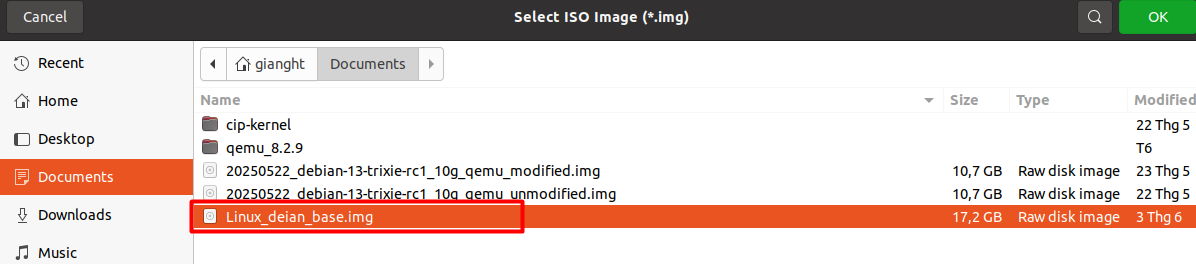 Cancel Select ISO Image (*.img) OK
Recent
Home
Desktop
Documents
Downloads
Music
gianght Documents
Name Size Type Modified
cip-kernel 22 Thg 5
qemu_8.2.9 T6
20250522_debian-13-trixie-rc1_10g_qemu_modified.img 10,7 GB Raw disk image 23 Thg 5
20250522_debian-13-trixie-rc1_10g_qemu_unmodified.img 10,7 GB Raw disk image 22 Thg 5
Linux_deian_base.img 17,2 GB Raw disk image 3 Thg 6